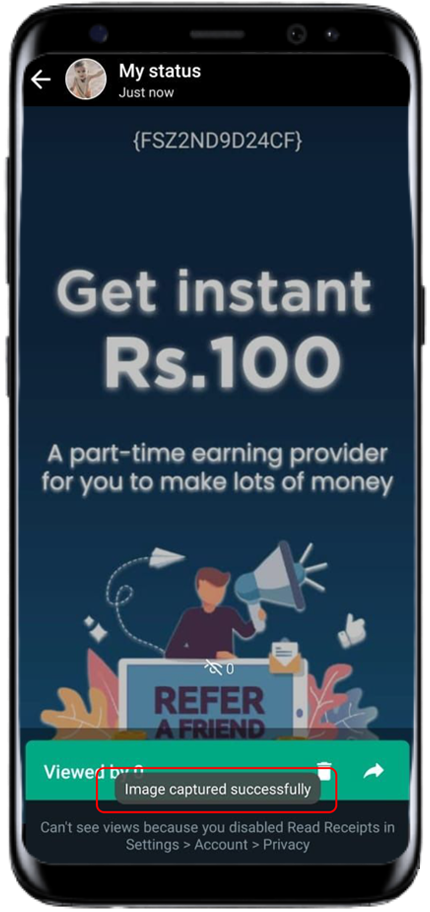 My status
Just now
{FSZ2ND9D24CF}
Get instant
Rs.100
A part-time earning provider
for you to make lots of money
0
REFER
A FRIEND
Viewed by 0
Image captured successfully
Can't see views because you disabled Read Receipts in
Settings > Account > Privacy